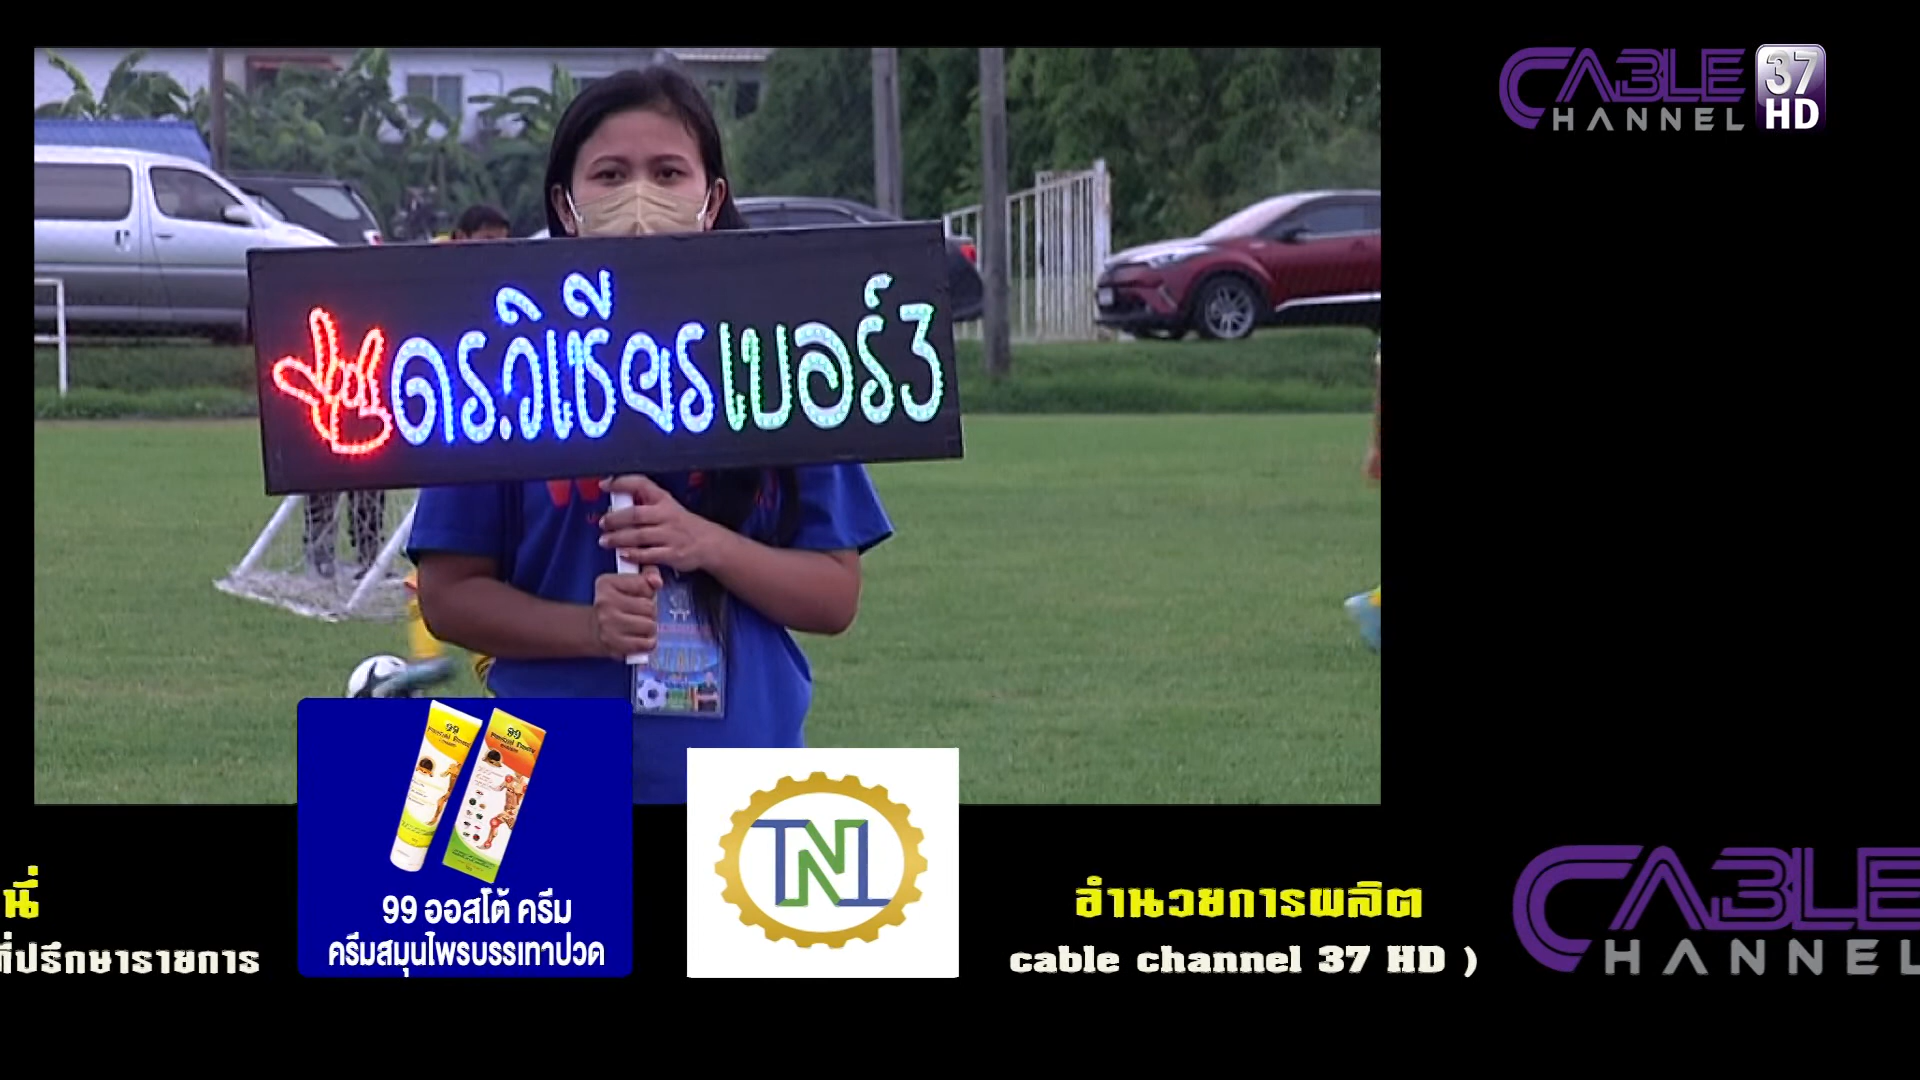 CABLE CHANNEL 37 HD
ดร.วิเชียรเบอร์3
99
99 ออสโต้ ครีม
ครีมสมุนไพรบรรเทาปวด
TNT
อำนวยการผลิต
cable channel 37 HD )
ที่ปรึกษารายการ
CABLE
CHANNEL